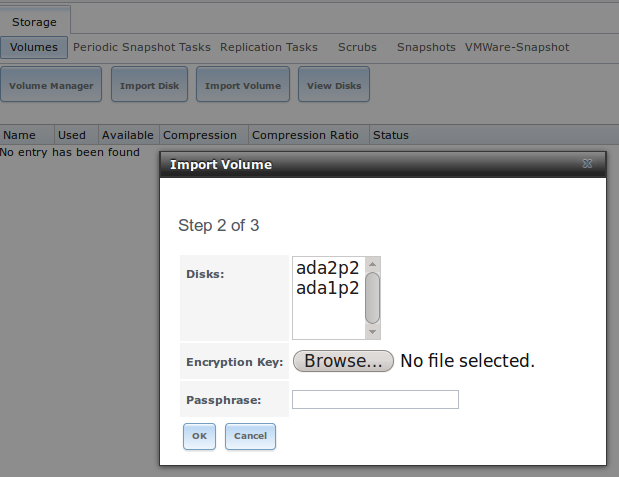 Storage
Volumes Periodic Snapshot Tasks Replication Tasks Scrubs Snapshots VMWare-Snapshot
Volume Manager Import Disk Import Volume View Disks
Name Used Available Compression Compression Ratio Status
No entry has been found
Import Volume
Step 2 of 3
Disks:
ada2p2
ada1p2
Encryption Key: Browse... No file selected.
Passphrase:
OK Cancel